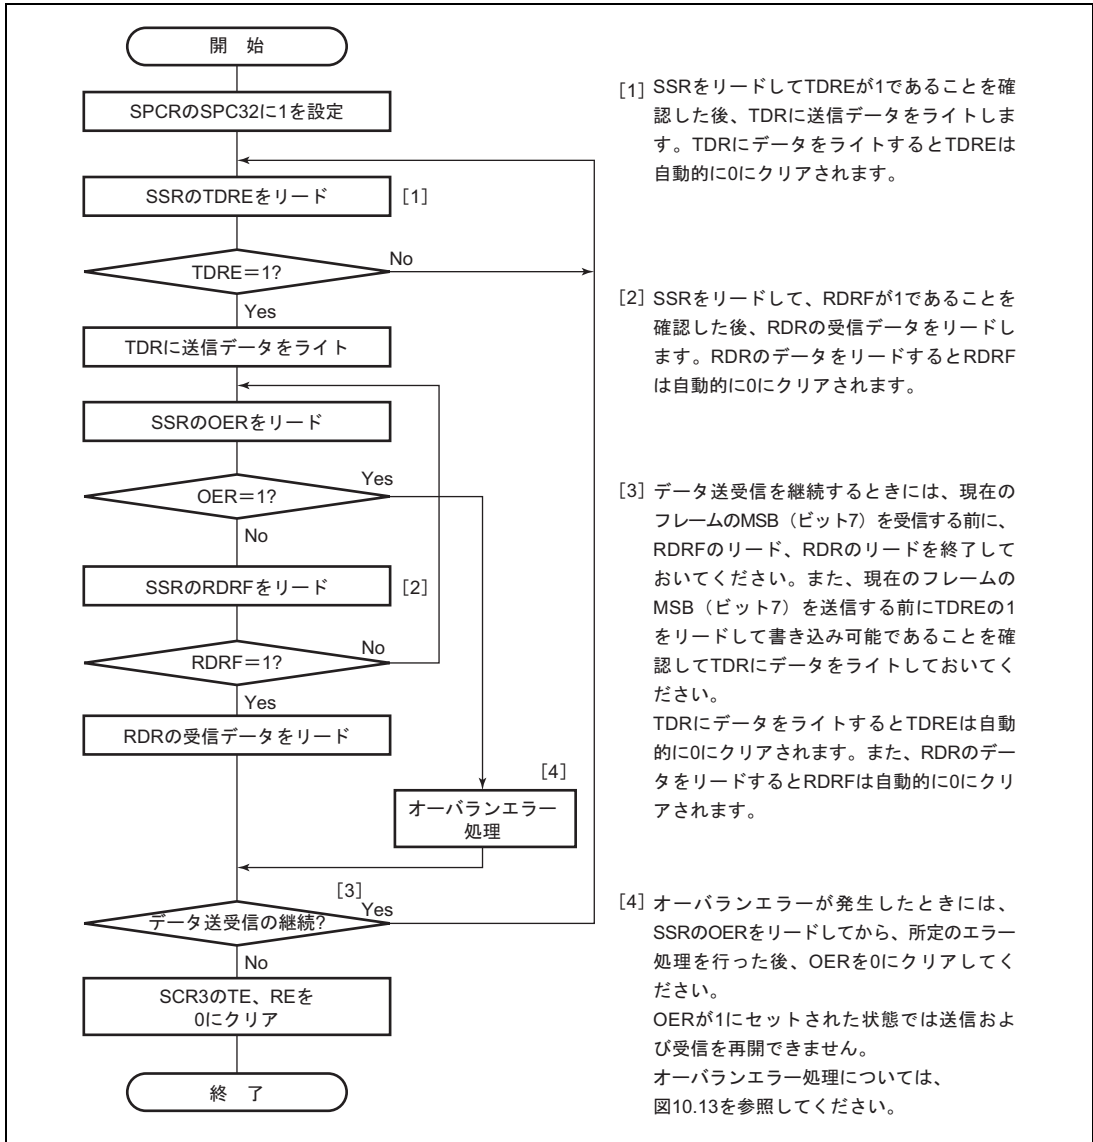 開 始
SPCRのSPC32に1を設定
SSRのTDREをリード
[1]
TDRE＝1?
No
Yes
TDRに送信データをライト
SSRのOERをリード
OER＝1?
Yes
No
SSRのRDRFをリード
[2]
RDRF＝1?
No
Yes
RDRの受信データをリード
[4]
オーバランエラー
処理
[3]
データ送受信の継続?
Yes
No
SCR3のTE、REを
0にクリア
終 了
[1] SSRをリードしてTDREが1であることを確
認した後、TDRに送信データをライトしま
す。TDRにデータをライトするとTDREは
自動的に0にクリアされます。
[2] SSRをリードして、RDRFが1であることを
確認した後、RDRの受信データをリードし
ます。RDRのデータをリードするとRDRF
は自動的に0にクリアされます。
[3] データ送受信を継続するときには、現在の
フレームのMSB（ビット7）を受信する前に、
RDRFのリード、RDRのリードを終了して
おいてください。また、現在のフレームの
MSB（ビット7）を送信する前にTDREの1
をリードして書き込み可能であることを確
認してTDRにデータをライトしておいてく
ださい。
TDRにデータをライトするとTDREは自動
的に0にクリアされます。また、RDRのデー
タをリードするとRDRFは自動的に0にクリ
アされます。
[4] オーバランエラーが発生したときには、
SSRのOERをリードしてから、所定のエラー
処理を行った後、OERを0にクリアしてく
ださい。
OERが1にセットされた状態では送信およ
び受信を再開できません。
オーバランエラー処理については、
図10.13を参照してください。